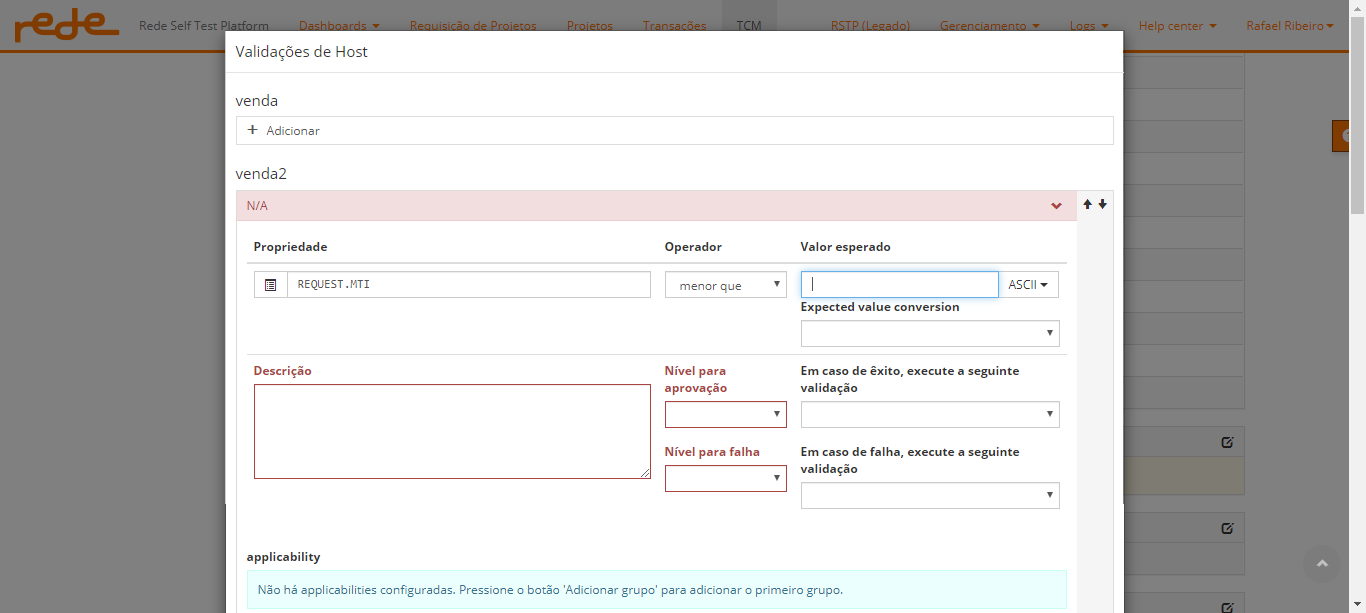 rede Rede Self Test Platform Dashboards Requisição de Projetos Projetos Transações TCM RSTP (Legado) Gerenciamento Logs Help center Rafael Ribeiro
Validações de Host
venda
+ Adicionar
venda2
N/A
Propriedade Operador Valor esperado
REQUEST.MTI menor que ASCII
Expected value conversion
Descrição Nível para aprovação Em caso de êxito, execute a seguinte validação
Nível para falha Em caso de falha, execute a seguinte validação
applicability
Não há applicabilities configuradas. Pressione o botão 'Adicionar grupo' para adicionar o primeiro grupo.